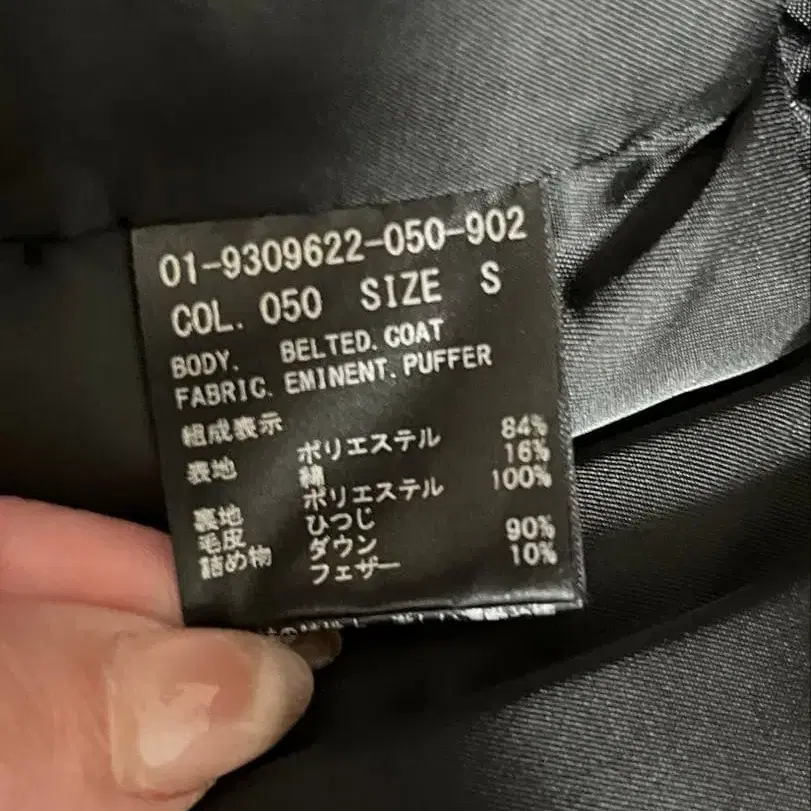 01-9309622-050-902
COL. 050 SIZE S
BODY. BELTED.COAT
FABRIC. EMINENT.PUFFER
組成表示
表地 ポリエステル 84%
綿 16%
裏地 ポリエステル 100%
毛皮 ひつじ
詰め物 ダウン 90%
フェザー 10%